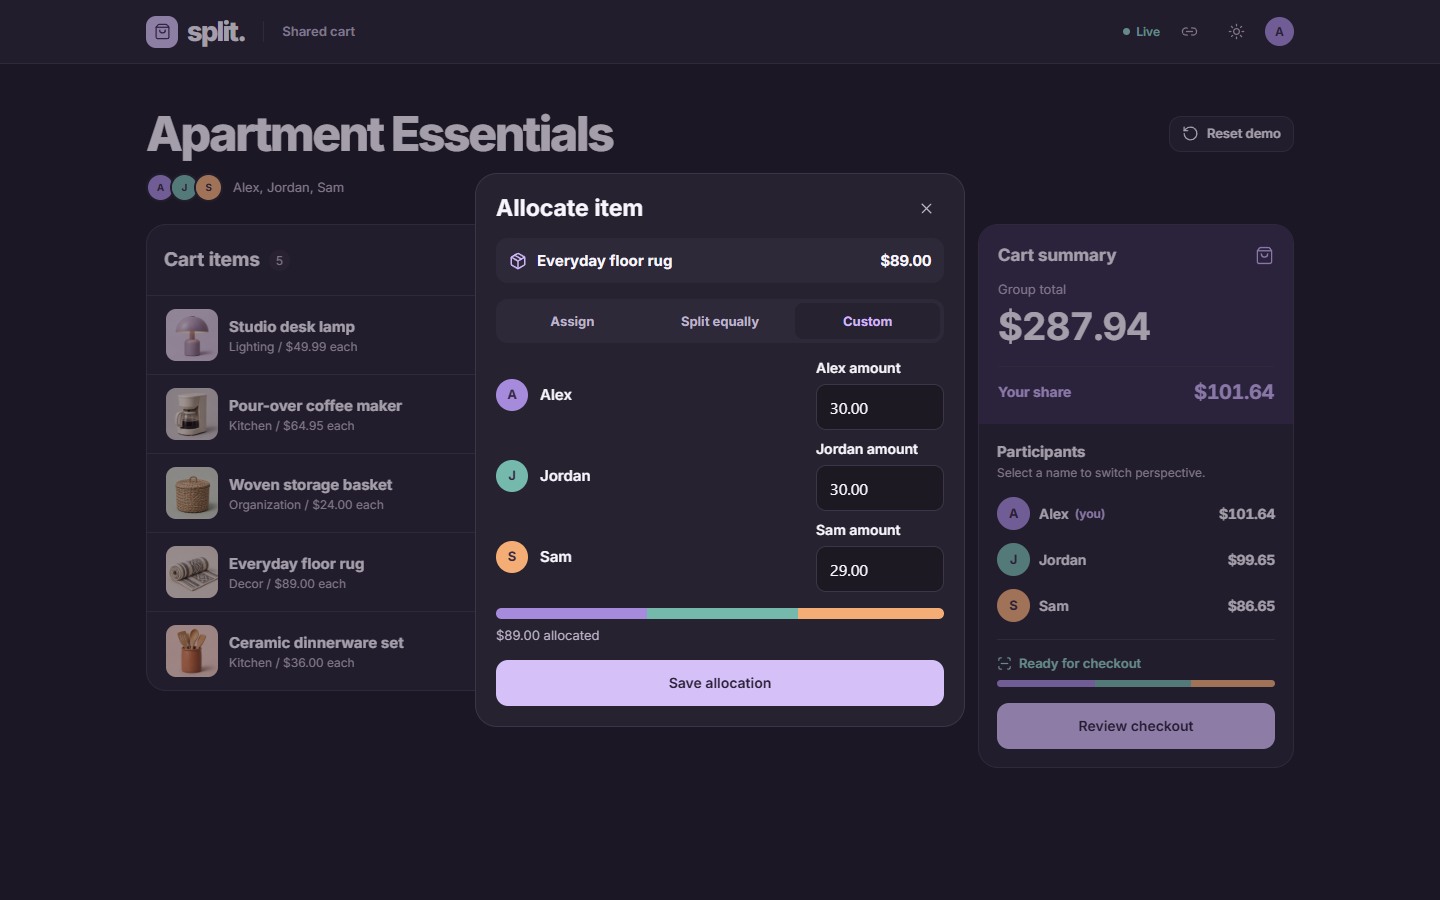 split.
Shared cart
Live
A
Apartment Essentials
Reset demo
A J S Alex, Jordan, Sam
Cart items 5
Studio desk lamp
Lighting / $49.99 each
Pour-over coffee maker
Kitchen / $64.95 each
Woven storage basket
Organization / $24.00 each
Everyday floor rug
Decor / $89.00 each
Ceramic dinnerware set
Kitchen / $36.00 each
Allocate item
Everyday floor rug $89.00
Assign Split equally Custom
Alex amount
A Alex 30.00
Jordan amount
J Jordan 30.00
Sam amount
S Sam 29.00
$89.00 allocated
Save allocation
Cart summary
Group total
$287.94
Your share $101.64
Participants
Select a name to switch perspective.
A Alex (you) $101.64
J Jordan $99.65
S Sam $86.65
Ready for checkout
Review checkout